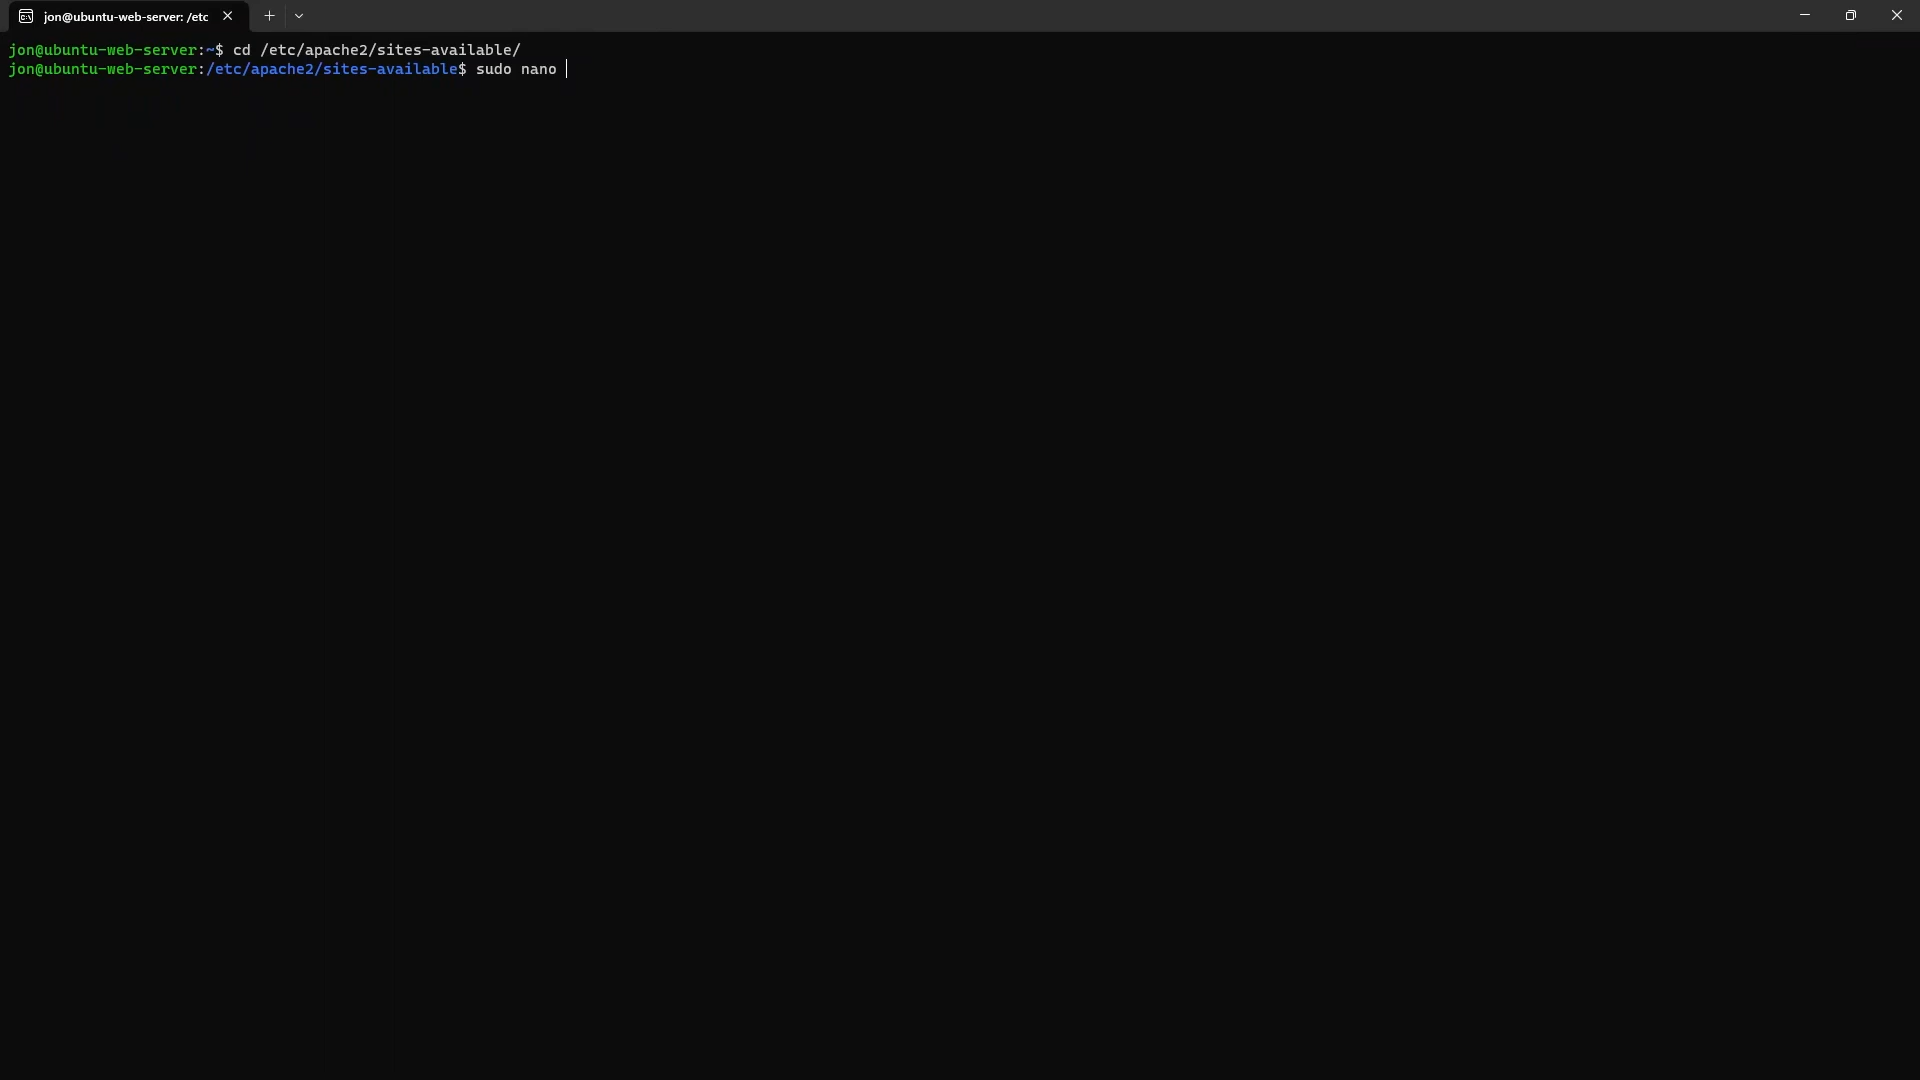 jon@ubuntu-web-server: /etc
jon@ubuntu-web-server:~$ cd /etc/apache2/sites-available/
jon@ubuntu-web-server:/etc/apache2/sites-available$ sudo nano